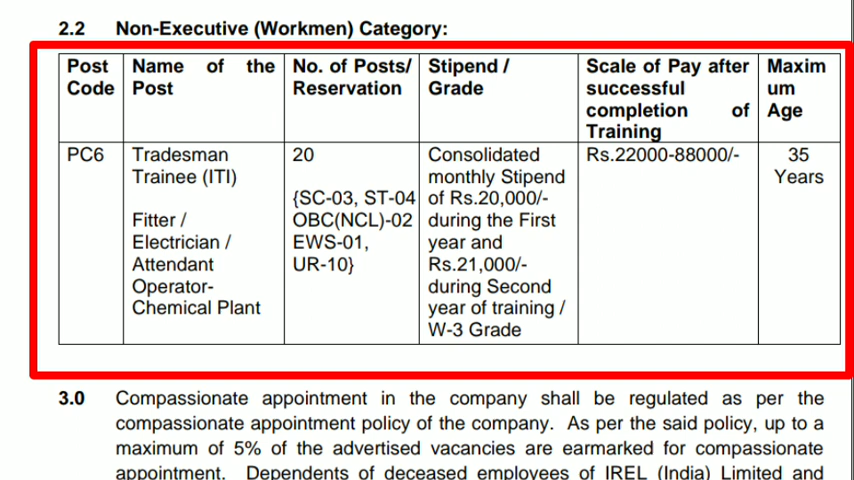 2.2 Non-Executive (Workmen) Category:
Post Code
Name of the Post
No. of Posts/ Reservation
Stipend / Grade
Scale of Pay after successful completion of Training
Maxim um Age
PC6
Tradesman
Trainee (ITI)
Fitter /
Electrician /
Attendant
Operator-
Chemical Plant
20
{SC-03, ST-04
OBC(NCL)-02
EWS-01,
UR-10}
Consolidated
monthly Stipend
of Rs.20,000/-
during the First
year and
Rs.21,000/-
during Second
year of training /
W-3 Grade
Rs.22000-88000/-
35
Years
3.0 Compassionate appointment in the company shall be regulated as per the
compassionate appointment policy of the company. As per the said policy, up to a
maximum of 5% of the advertised vacancies are earmarked for compassionate
appointment. Dependents of deceased employees of IREL (India) Limited and